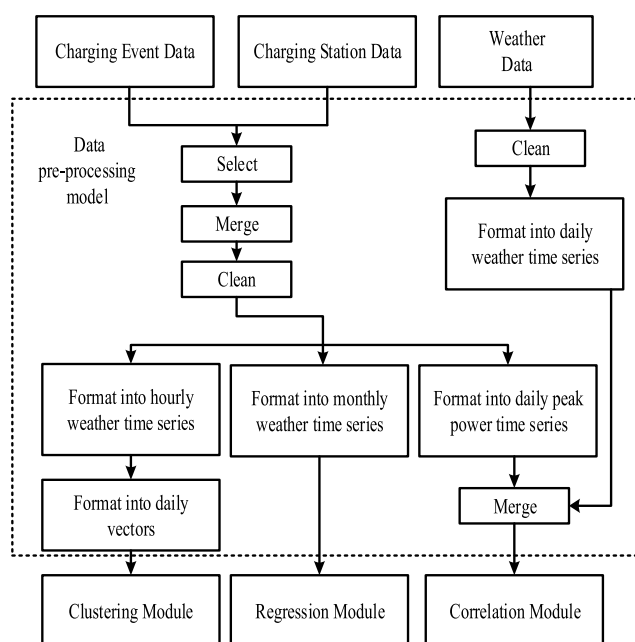 Charging Event Data
Charging Station Data
Weather
Data
Data
pre-processing
model
Select
Merge
Clean
Clean
Format into daily
weather time series
Format into hourly
weather time series
Format into monthly
weather time series
Format into daily peak
power time series
Format into daily
vectors
Merge
Clustering Module
Regression Module
Correlation Module